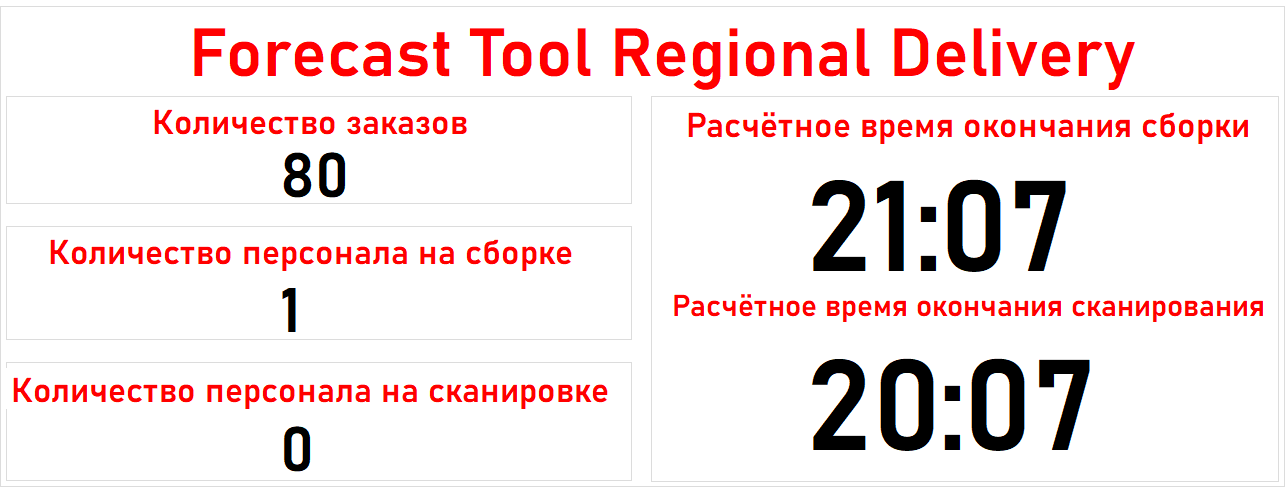 Forecast Tool Regional Delivery
Количество заказов
80
Количество персонала на сборке
1
Количество персонала на сканировке
0
Расчётное время окончания сборки
21:07
Расчётное время окончания сканирования
20:07